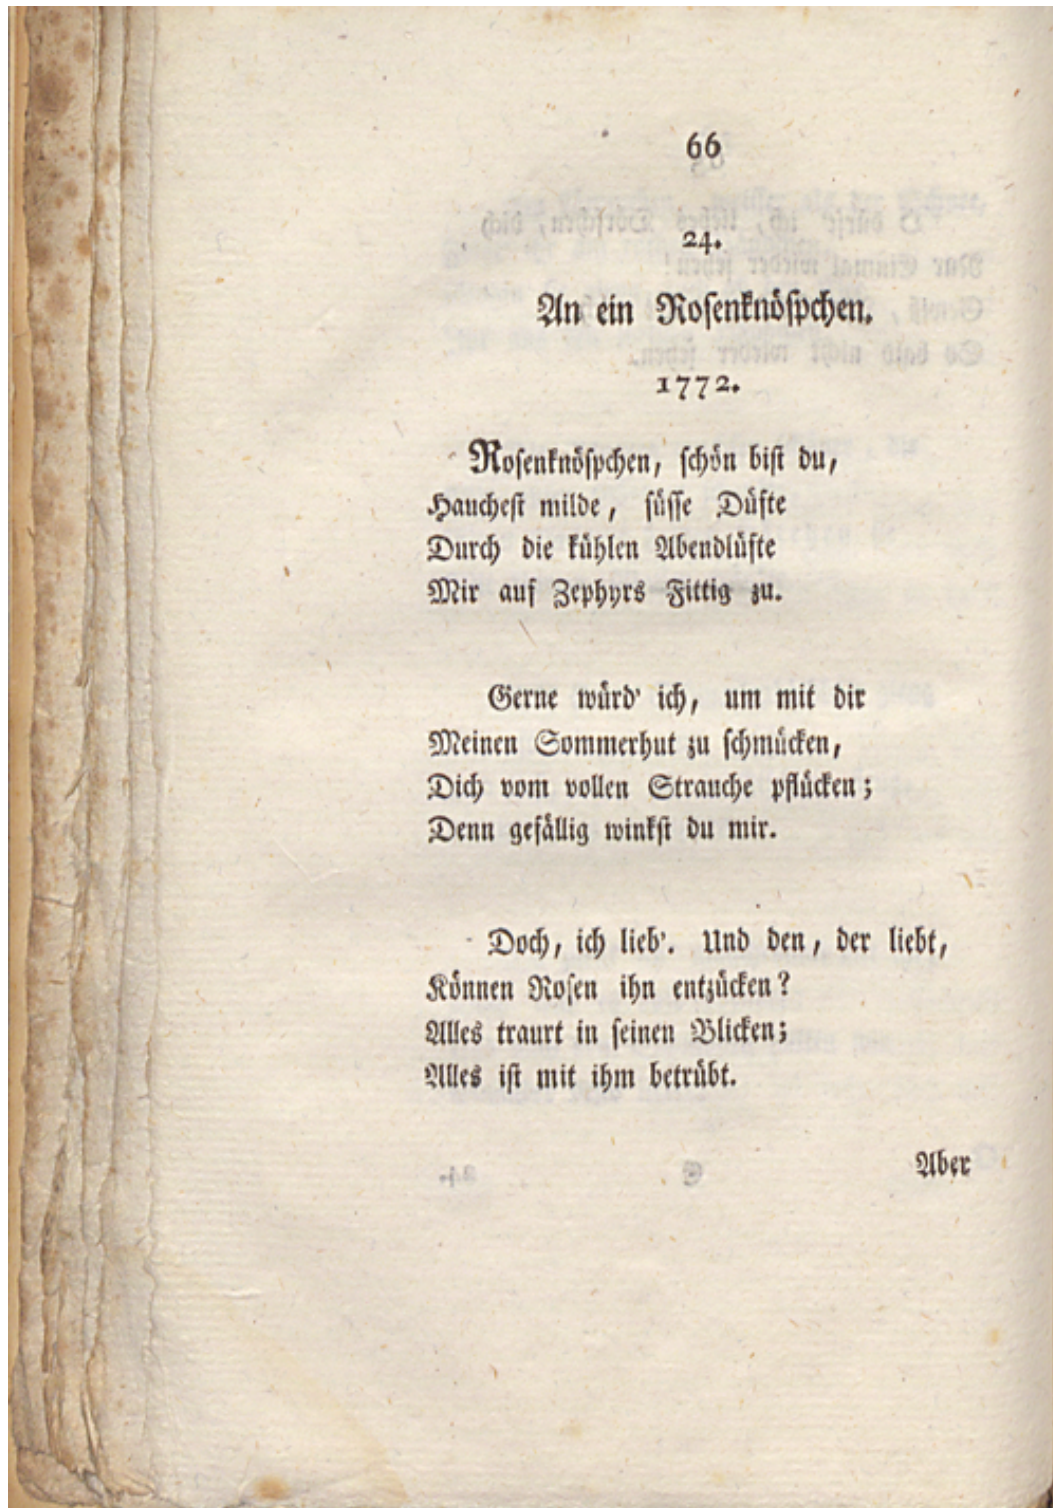 66
24.
An ein Rosenknöspchen.
1772.
Rosenknöspchen, schön bist du,
Hauchest milde, süsse Düfte
Durch die kühlen Abendlüfte
Mir auf Zephyrs Fittig zu.
Gerne würd' ich, um mit dir
Meinen Sommerhut zu schmücken,
Dich vom vollen Strauche pflücken;
Denn gefällig winkst du mir.
Doch, ich lieb'. Und den, der liebt,
Können Rosen ihn entzücken?
Alles traurt in seinen Blicken;
Alles ist mit ihm betrübt.
Aber